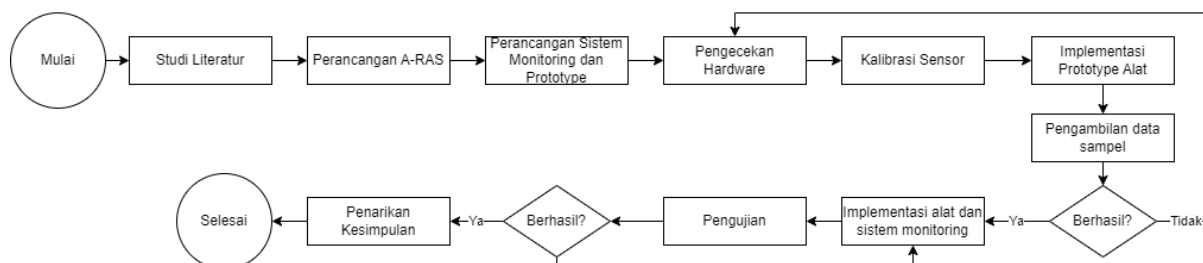 Mulai
Studi Literatur
Perancangan A-RAS
Perancangan Sistem
Monitoring dan
Prototype
Pengecekan
Hardware
Kalibrasi Sensor
Implementasi
Prototype Alat
Pengambilan data
sampel
Berhasil?
Tidak
Ya
Implementasi alat dan
sistem monitoring
Pengujian
Berhasil?
Ya
Penarikan
Kesimpulan
Selesai